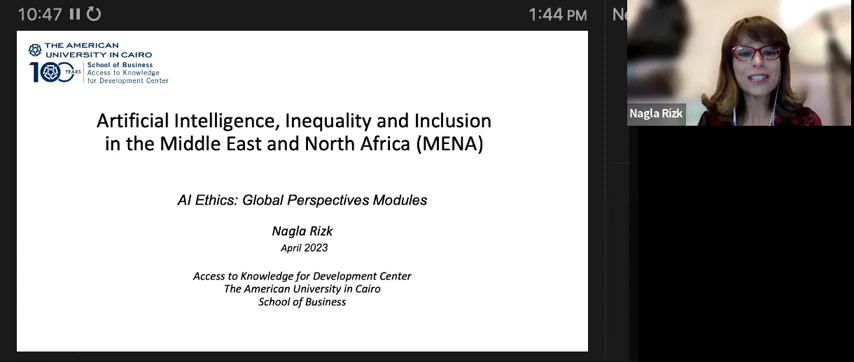 10:47
1:44 PM
THE AMERICAN
UNIVERSITY IN CAIRO
100 YEARS
School of Business
Access to Knowledge
for Development Center
Artificial Intelligence, Inequality and Inclusion
in the Middle East and North Africa (MENA)
AI Ethics: Global Perspectives Modules
Nagla Rizk
April 2023
Access to Knowledge for Development Center
The American University in Cairo
School of Business
Nagla Rizk